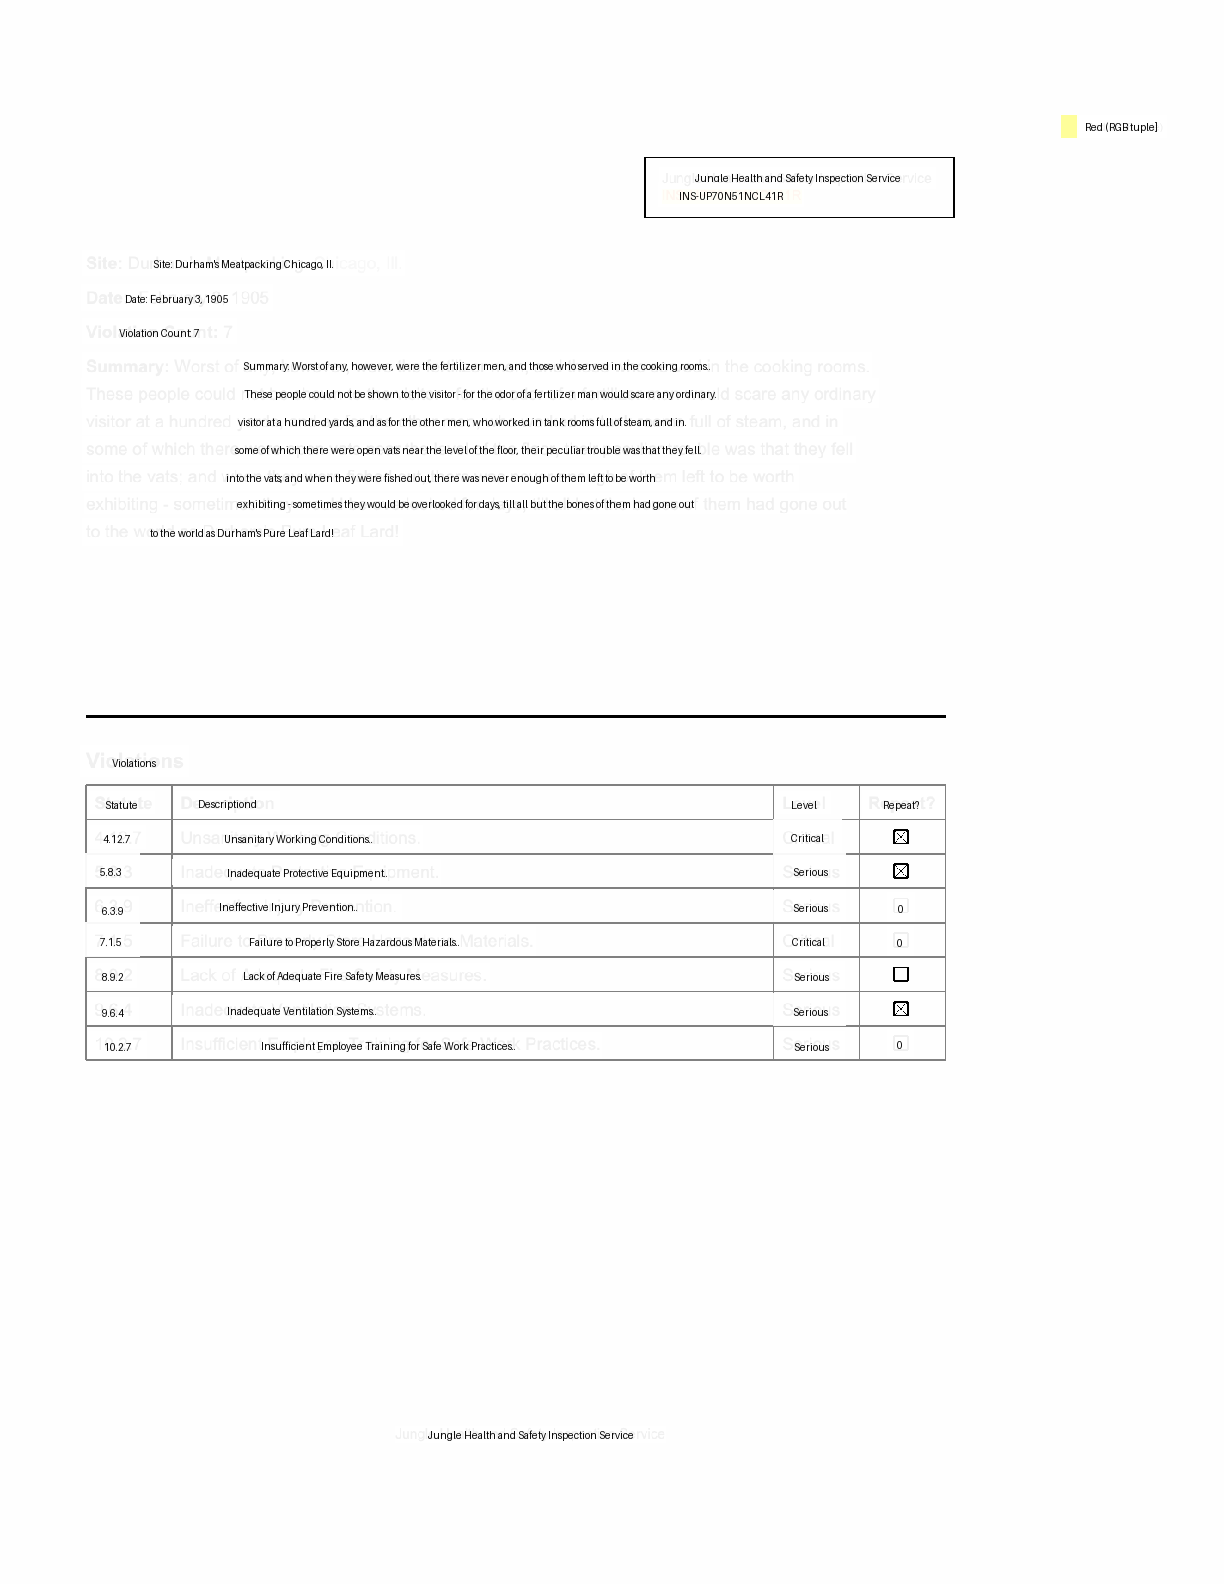 Red (RGB tuple]
Jungle Health and Safety Inspection Service
INS-UP70N51NCL41R
Site: Durham's Meatpacking Chicago, Il.
Date: February 3, 1905
Violation Count: 7
Summary: Worst of any, however, were the fertilizer men, and those who served in the cooking rooms..
These people could not be shown to the visitor - for the odor of a fertilizer man would scare any ordinary.
visitor at a hundred yards, and as for the other men, who worked in tank rooms full of steam, and in.
some of which there were open vats near the level of the floor, their peculiar trouble was that they fell.
into the vats; and when they were fished out, there was never enough of them left to be worth
exhibiting - sometimes they would be overlooked for days, till all but the bones of them had gone out
to the world as Durham's Pure Leaf Lard!
Violations
Statute Descriptiond Level Repeat?
4.12.7 Unsanitary Working Conditions.. Critical
5.8.3 Inadequate Protective Equipment.. Serious
6.3.9 Ineffective Injury Prevention.. Serious 0
7.1.5 Failure to Properly Store Hazardous Materials.. Critical 0
8.9.2 Lack of Adequate Fire Safety Measures. Serious
9.6.4 Inadequate Ventilation Systems.. Serious
10.2.7 Insufficient Employee Training for Safe Work Practices.. Serious 0
Jungle Health and Safety Inspection Service